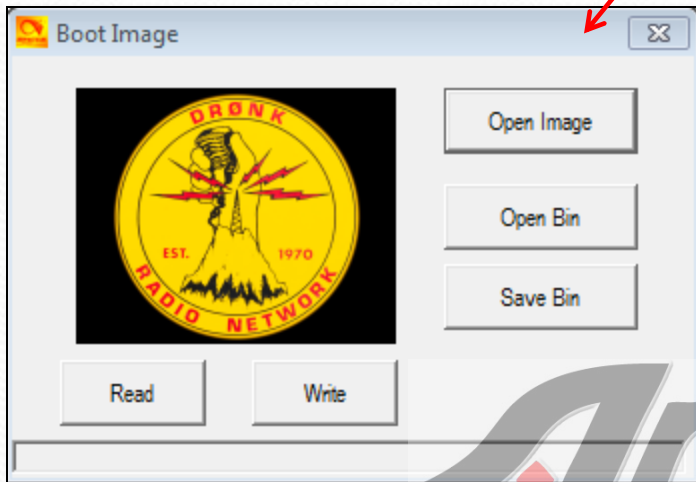 Boot Image
DRØNK
EST. 1970
RADIO NETWORK
Open Image
Open Bin
Save Bin
Read
Write